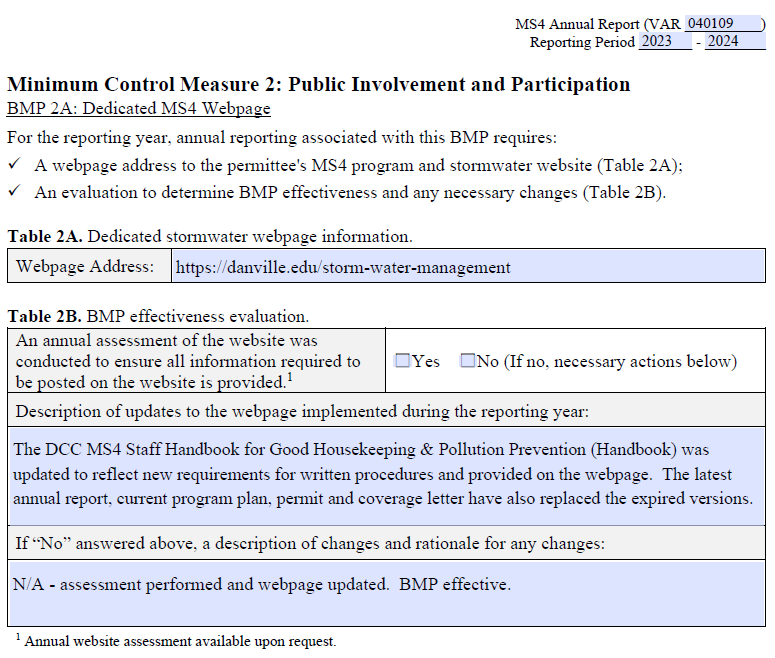 MS4 Annual Report (VAR 040109 )
Reporting Period 2023 - 2024
Minimum Control Measure 2: Public Involvement and Participation
BMP 2A: Dedicated MS4 Webpage
For the reporting year, annual reporting associated with this BMP requires:
✓ A webpage address to the permittee's MS4 program and stormwater website (Table 2A);
✓ An evaluation to determine BMP effectiveness and any necessary changes (Table 2B).
Table 2A. Dedicated stormwater webpage information.
Webpage Address: https://danville.edu/storm-water-management
Table 2B. BMP effectiveness evaluation.
An annual assessment of the website was
conducted to ensure all information required to
be posted on the website is provided.1
☐Yes ☐No (If no, necessary actions below)
Description of updates to the webpage implemented during the reporting year:
The DCC MS4 Staff Handbook for Good Housekeeping & Pollution Prevention (Handbook) was
updated to reflect new requirements for written procedures and provided on the webpage. The latest
annual report, current program plan, permit and coverage letter have also replaced the expired versions.
If “No” answered above, a description of changes and rationale for any changes:
N/A - assessment performed and webpage updated. BMP effective.
1 Annual website assessment available upon request.